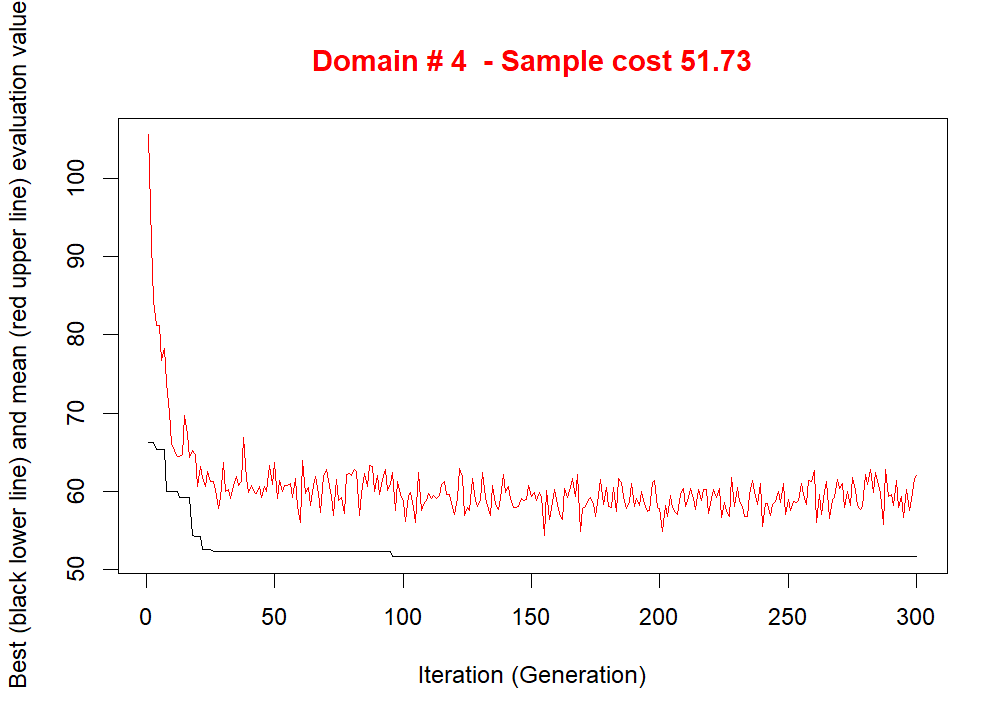 Domain # 4  - Sample cost 51.73
Best (black lower line) and mean (red upper line) evaluation value
100
90
80
70
60
50
0 50 100 150 200 250 300
Iteration (Generation)